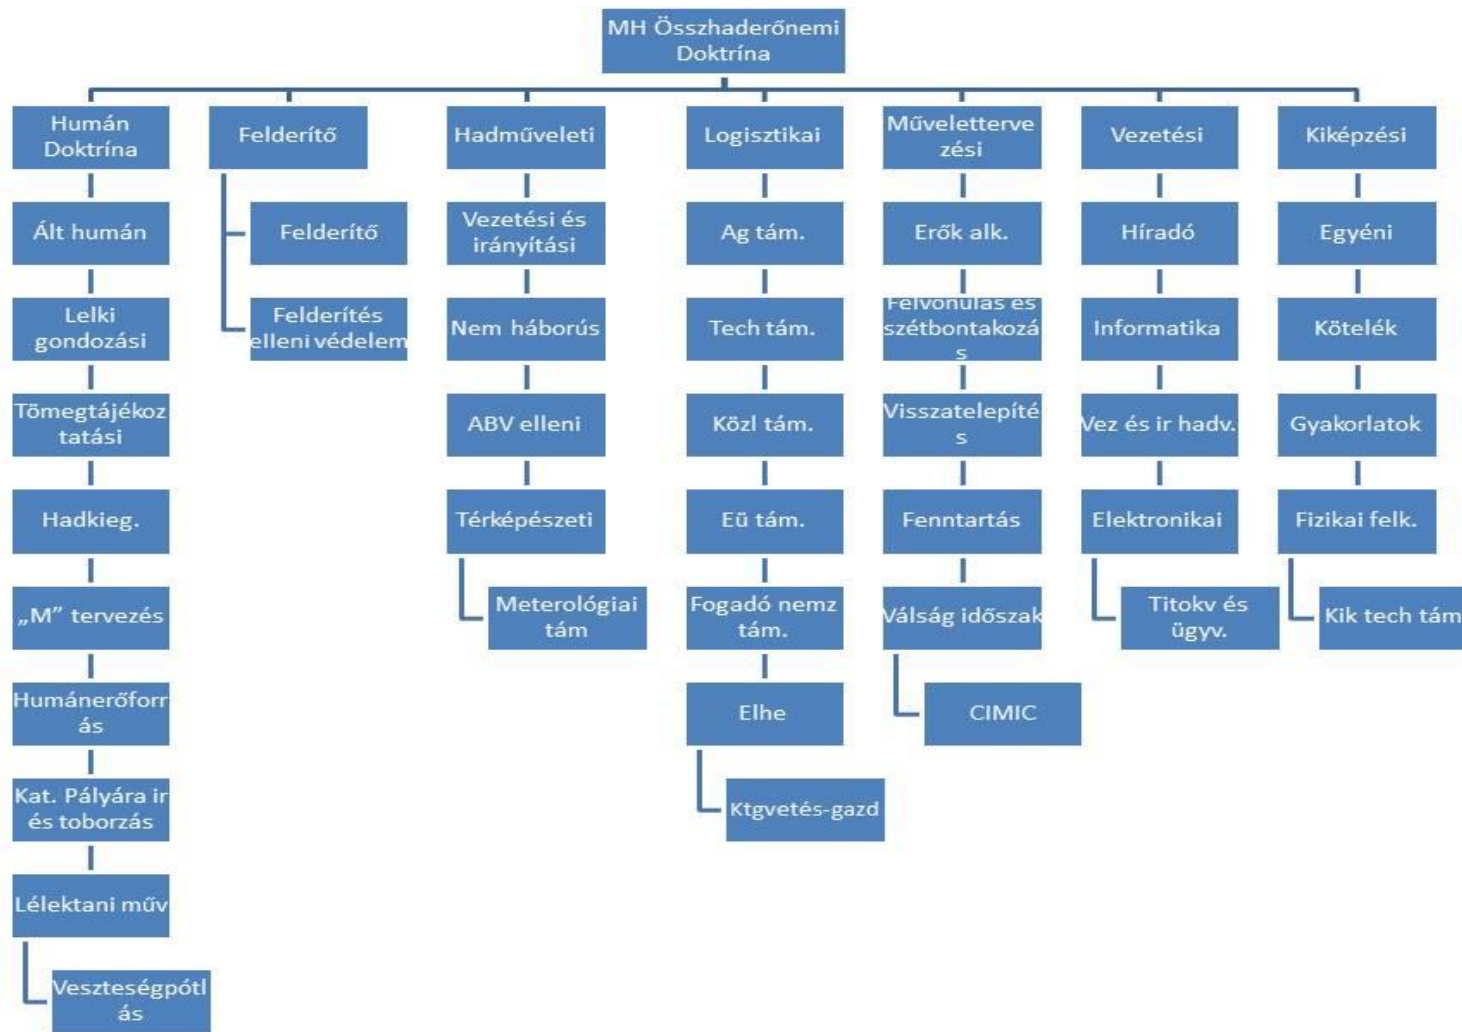 MH Összhaderőnemi
Doktrína
Humán
Doktrína
Ált humán
Lelki
gondozási
Tömegtájékoz
tatási
Hadkieg.
„M” tervezés
Humánerőforr
ás
Kat. Pályára ir
és toborzás
Lélektani műv
Veszteségpótl
ás
Felderítő
Felderítő
Felderítés
elleni védelem
Hadműveleti
Vezetési és
irányítási
Nem háborús
ABV elleni
Térképészeti
Meterológiai
tám
Logisztikai
Ag tám.
Tech tám.
Közl tám.
Eü tám.
Fogadó nemz
tám.
Elhe
Ktgvetés-gazd
Művelettervе
zési
Erők alk.
Felvonulás és
szétbontakozá
s
Visszatelepíté
s
Fenntartás
Válság időszak
CIMIC
Vezetési
Híradó
Informatika
Vez és ir hadv.
Elektronikai
Titokv és
ügyv.
Kiképzési
Egyéni
Kötelék
Gyakorlatok
Fizikai felk.
Kik tech tám